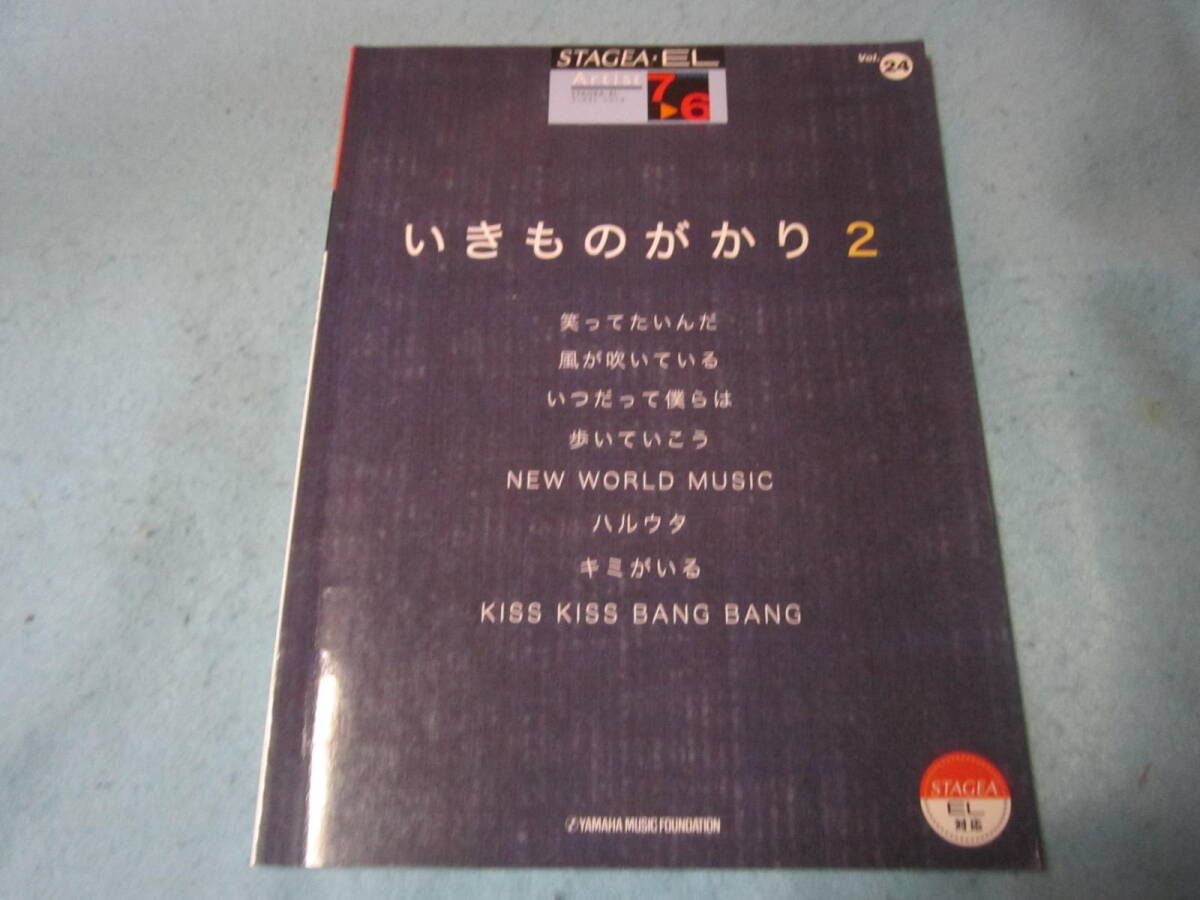 STAGEA・EL
Vol. 24
Artist
7▶6
いきものがかり 2
笑ってたいんだ
風が吹いている
いつだって僕らは
歩いていこう
NEW WORLD MUSIC
ハルウタ
キミがいる
KISS KISS BANG BANG
STAGEA
EL
対応
YAMAHA MUSIC FOUNDATION